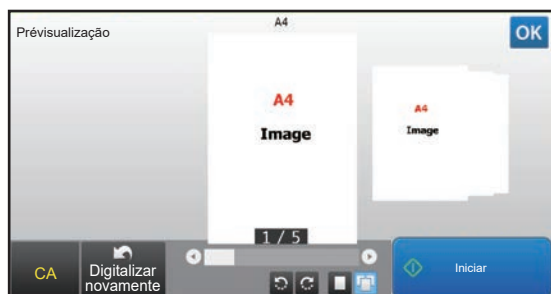 Prévisualização
A4
OK
A4
Image
A4
Image
1 / 5
CA
Digitalizar
novamente
Iniciar